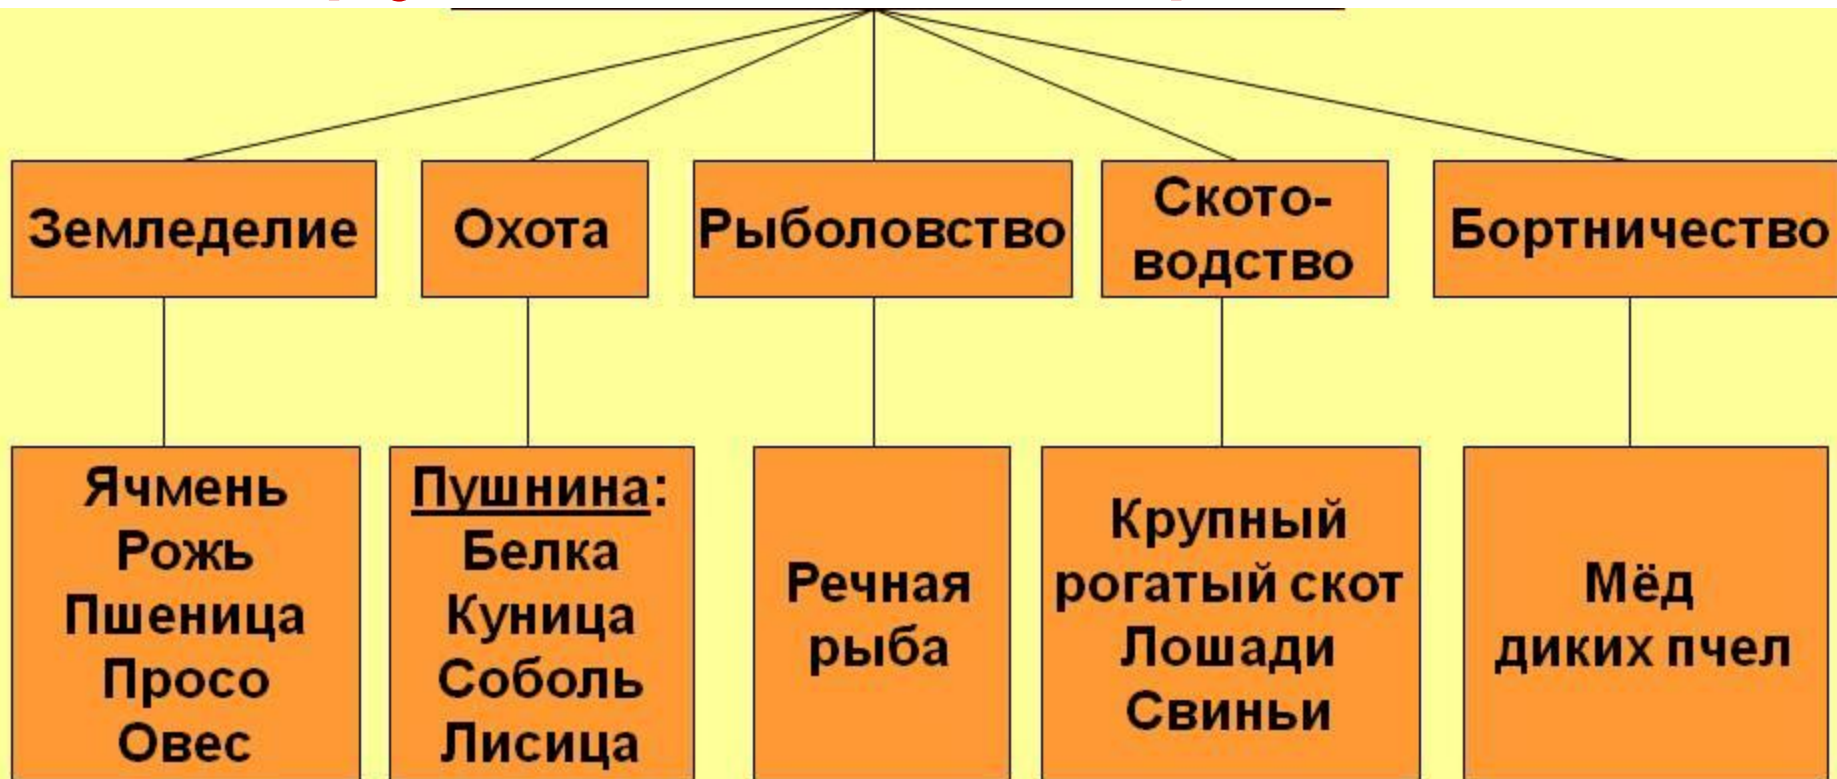 Земледелие
Охота
Рыболовство
Ското-
водство
Бортничество
Ячмень
Рожь
Пшеница
Просо
Овес
Пушнина:
Белка
Куница
Соболь
Лисица
Речная
рыба
Крупный
рогатый скот
Лошади
Свиньи
Мёд
диких пчел